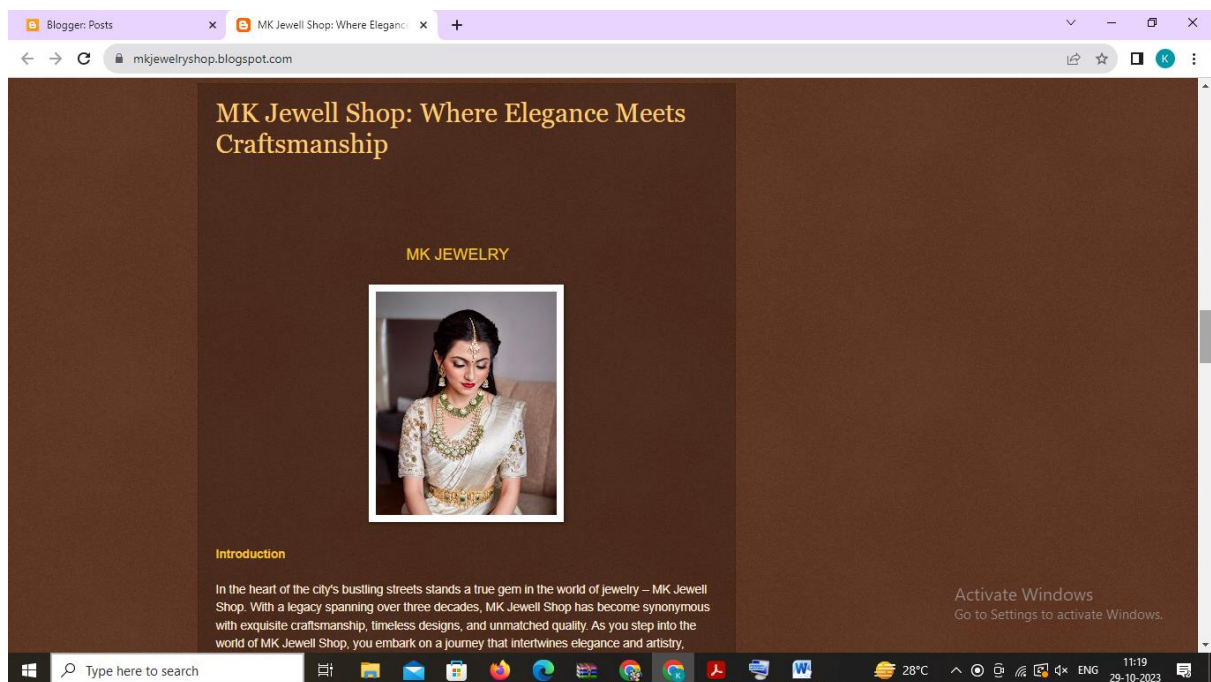 Blogger: Posts
MK Jewell Shop: Where Eleganc
mkjewelryshop.blogspot.com
K
MK Jewell Shop: Where Elegance Meets
Craftsmanship
MK JEWELRY
Introduction
In the heart of the city's bustling streets stands a true gem in the world of jewelry – MK Jewell
Shop. With a legacy spanning over three decades, MK Jewell Shop has become synonymous
with exquisite craftsmanship, timeless designs, and unmatched quality. As you step into the
world of MK Jewell Shop, you embark on a journey that intertwines elegance and artistry,
Activate Windows
Go to Settings to activate Windows.
Type here to search
28°C
ENG
11:19
29-10-2023